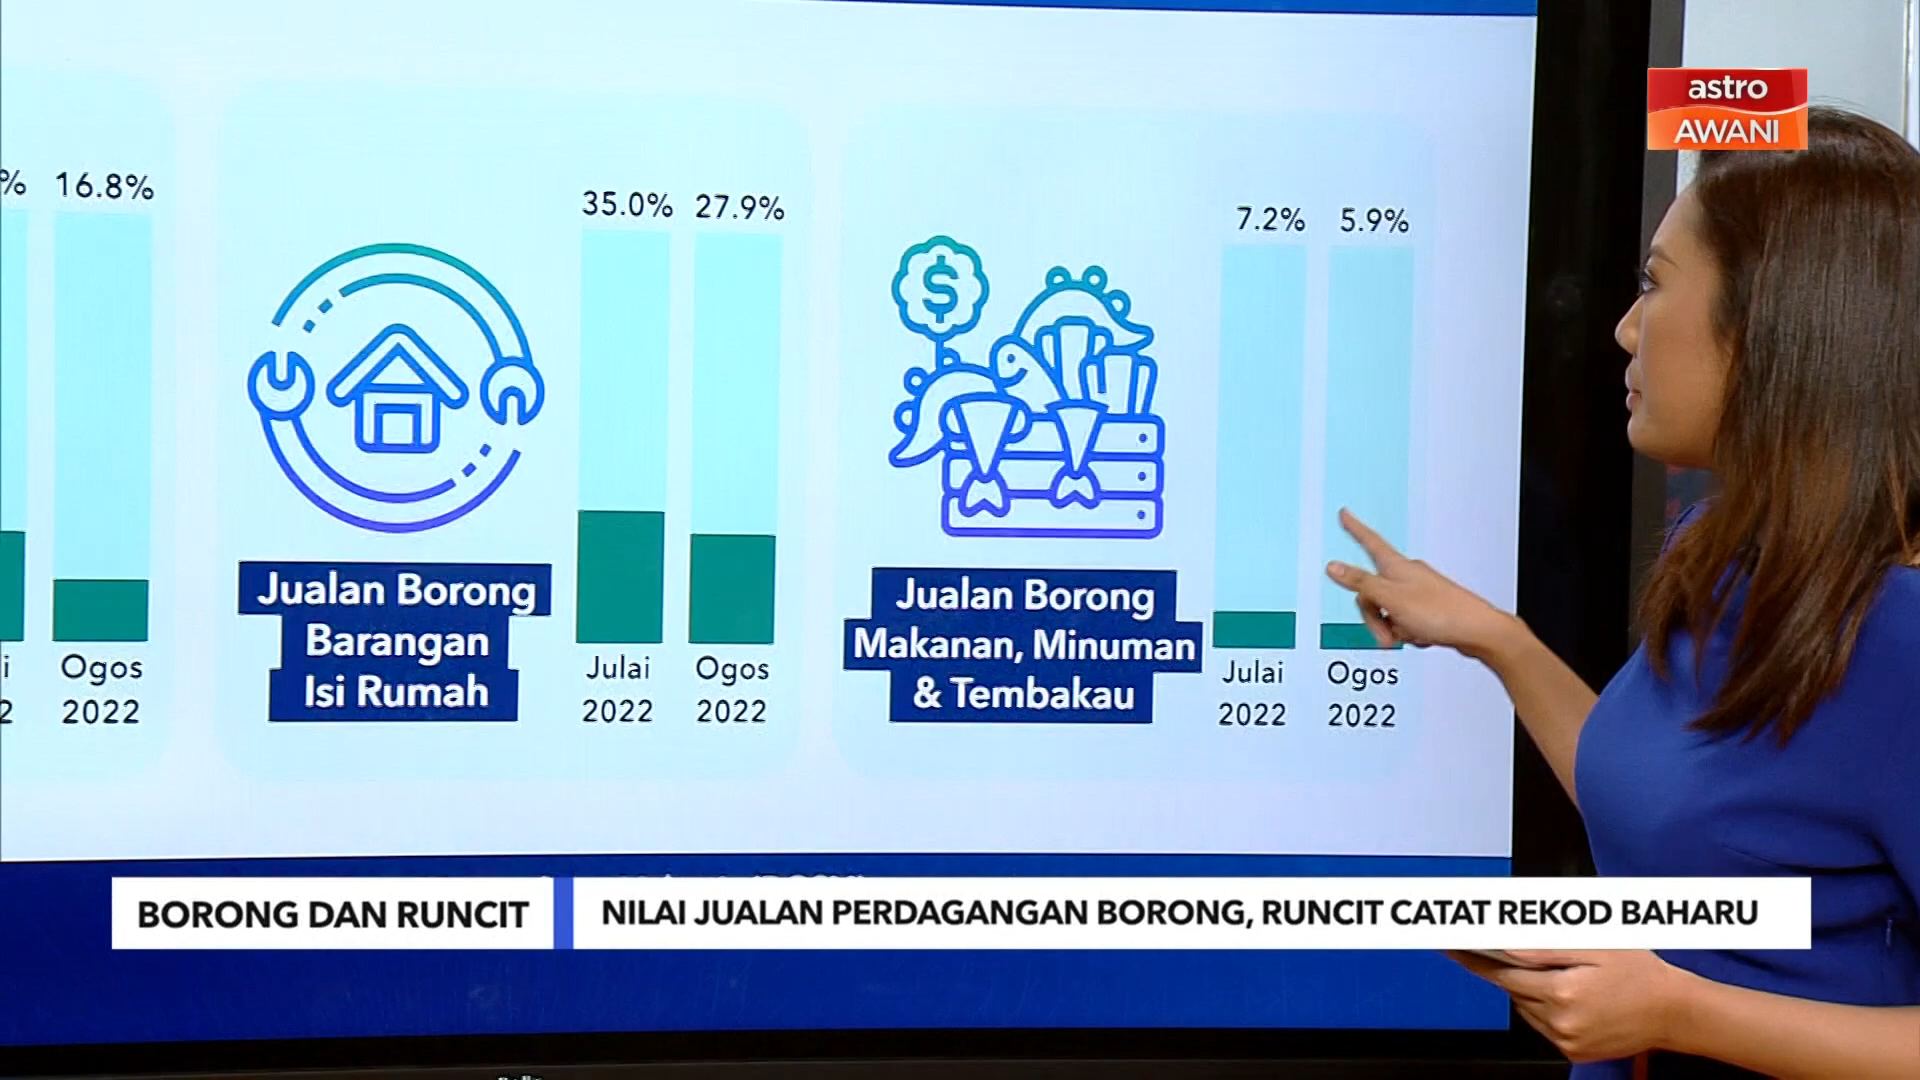 astro
AWANI
%
16.8%
i
Ogos
2
2022
35.0%
27.9%
Jualan Borong
Barangan
Isi Rumah
Julai
2022
Ogos
2022
7.2%
5.9%
$
Jualan Borong
Makanan, Minuman
& Tembakau
Julai
2022
Ogos
2022
BORONG DAN RUNCIT
NILAI JUALAN PERDAGANGAN BORONG, RUNCIT CATAT REKOD BAHARU